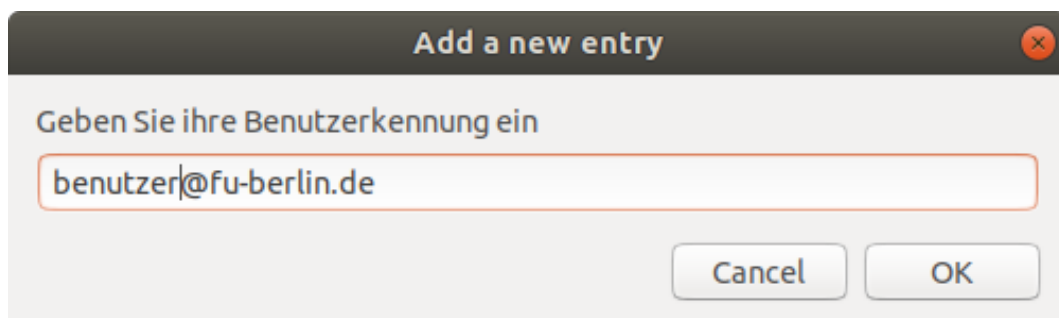 Add a new entry
Geben Sie ihre Benutzerkennung ein
benutzer@fu-berlin.de
Cancel OK